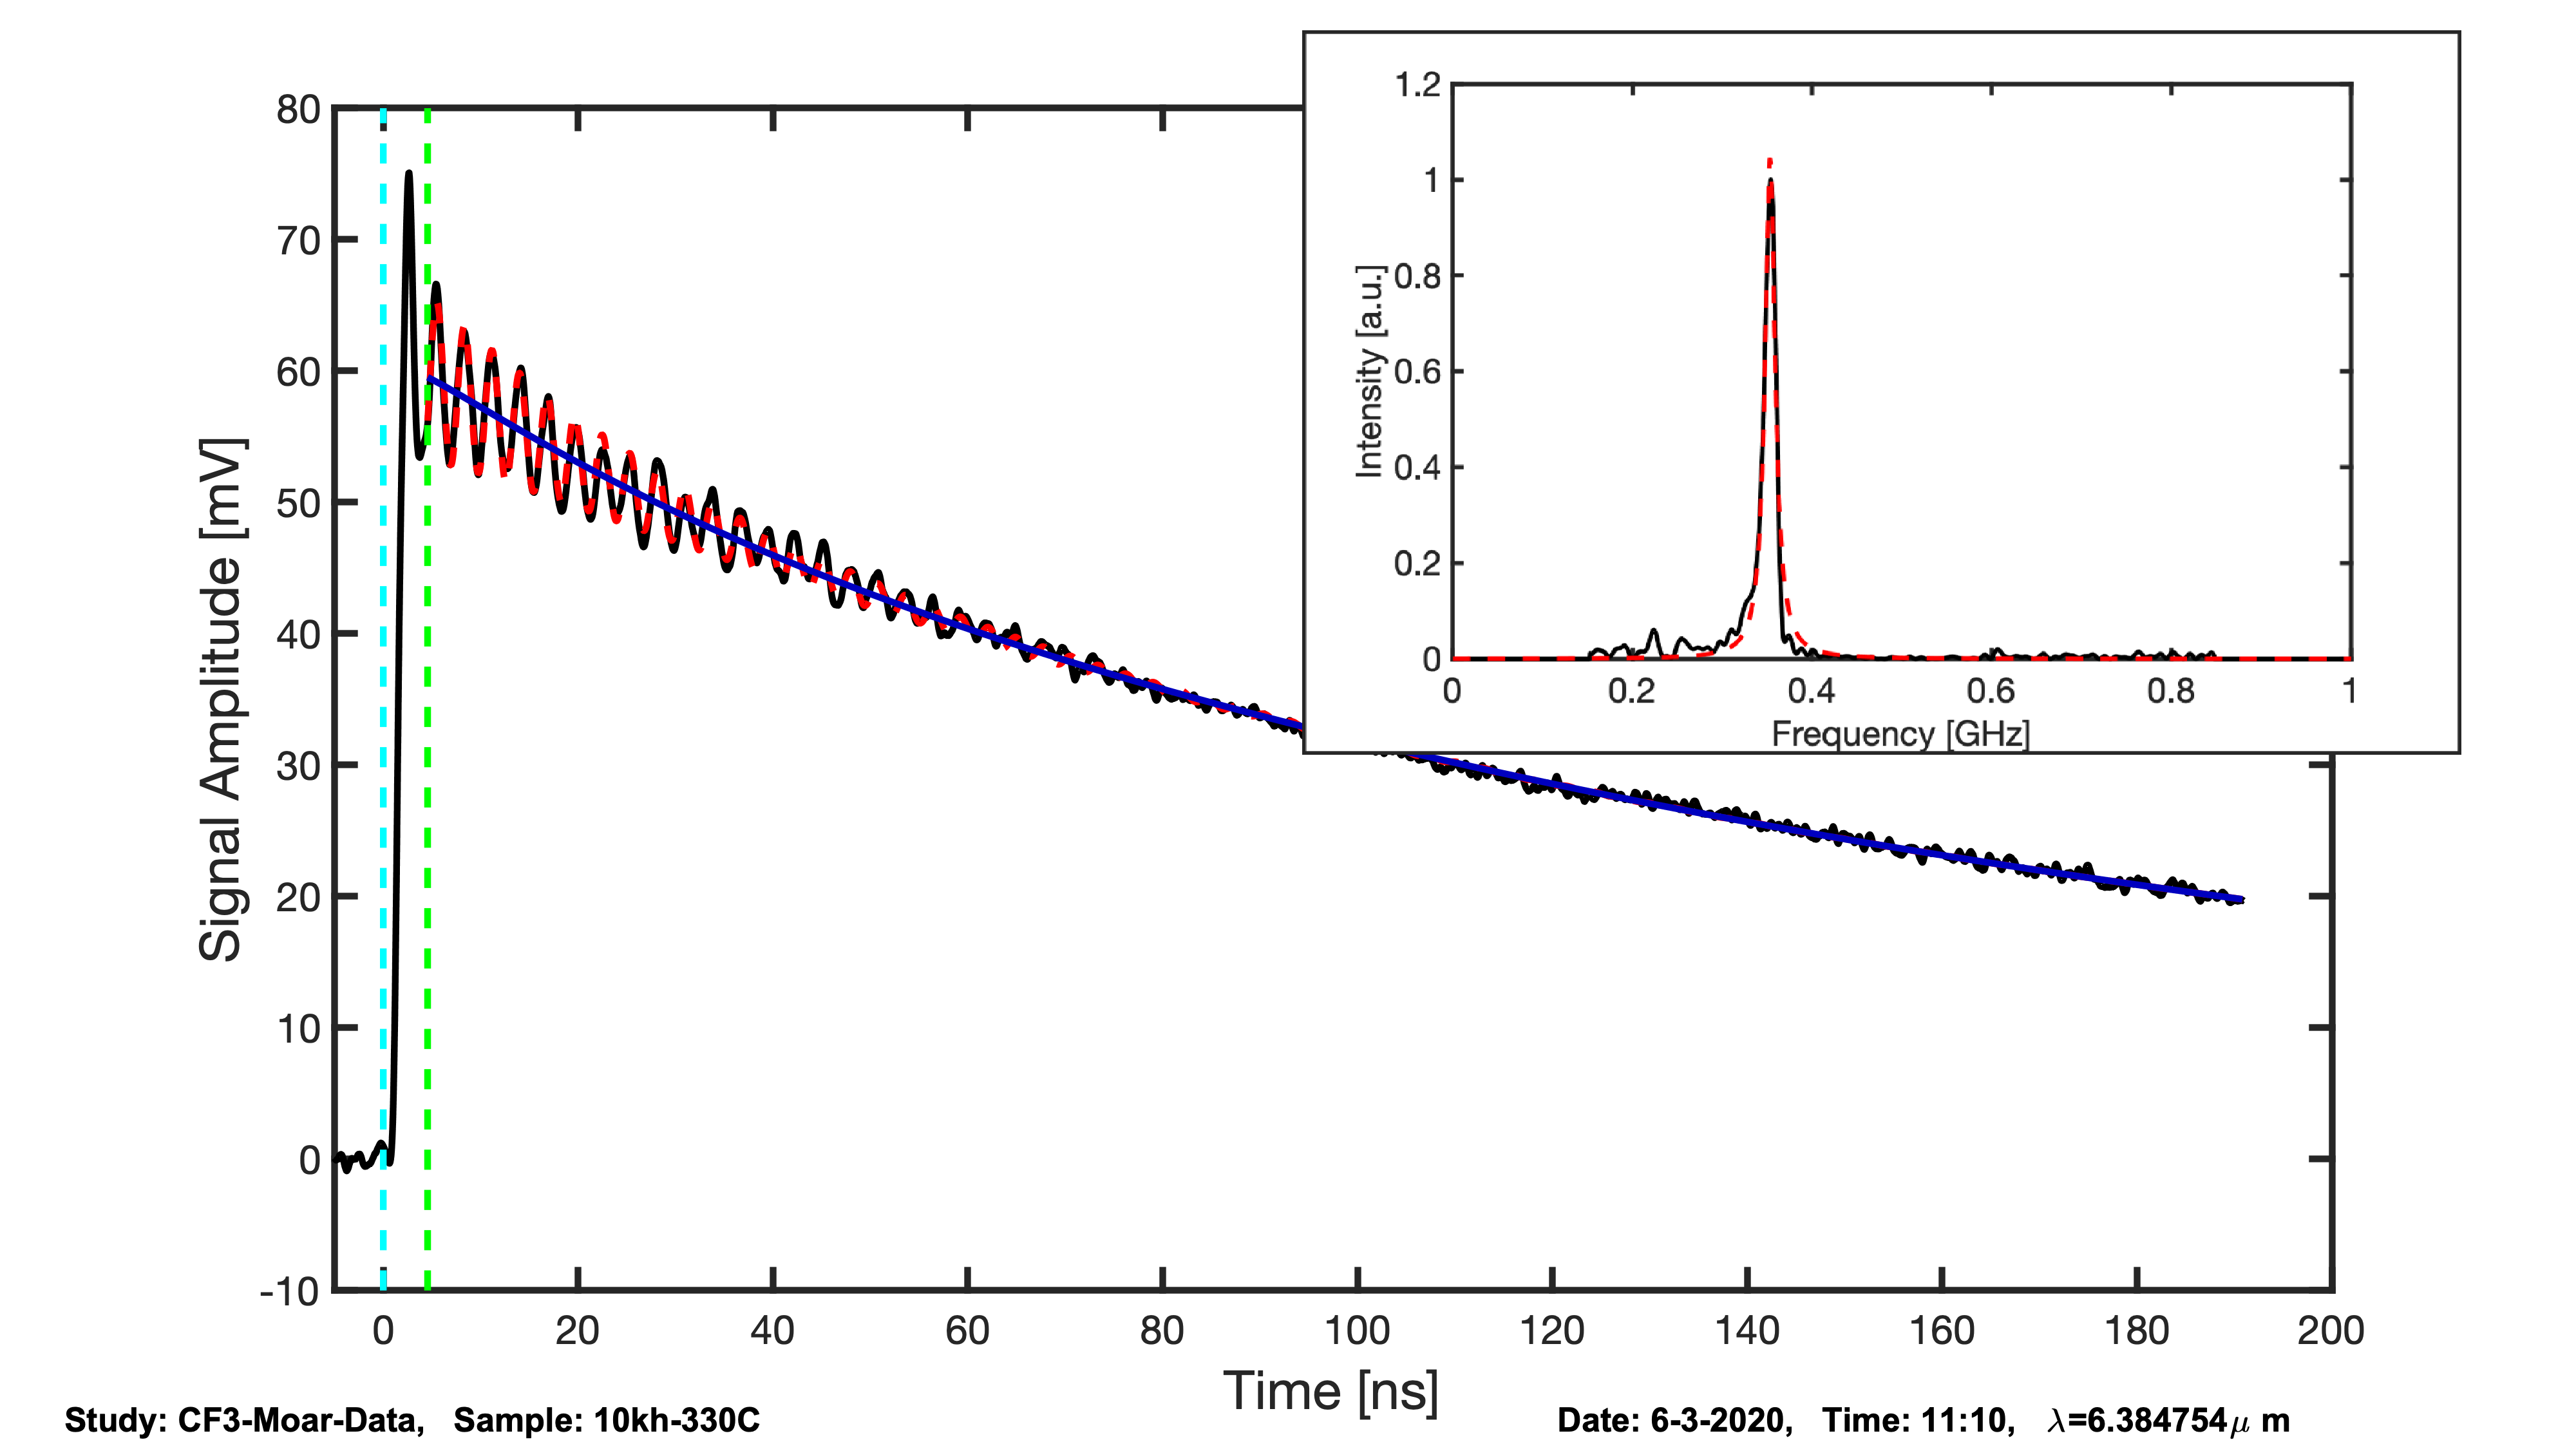 1.2
1
0.8
0.6
0.4
0.2
0
Intensity [a.u.]
0 0.2 0.4 0.6 0.8 1
Frequency [GHz]
80
70
60
50
40
30
20
10
0
-10
Signal Amplitude [mV]
0 20 40 60 80 100 120 140 160 180 200
Time [ns]
Study: CF3-Moar-Data, Sample: 10kh-330C
Date: 6-3-2020, Time: 11:10, λ=6.384754μ m